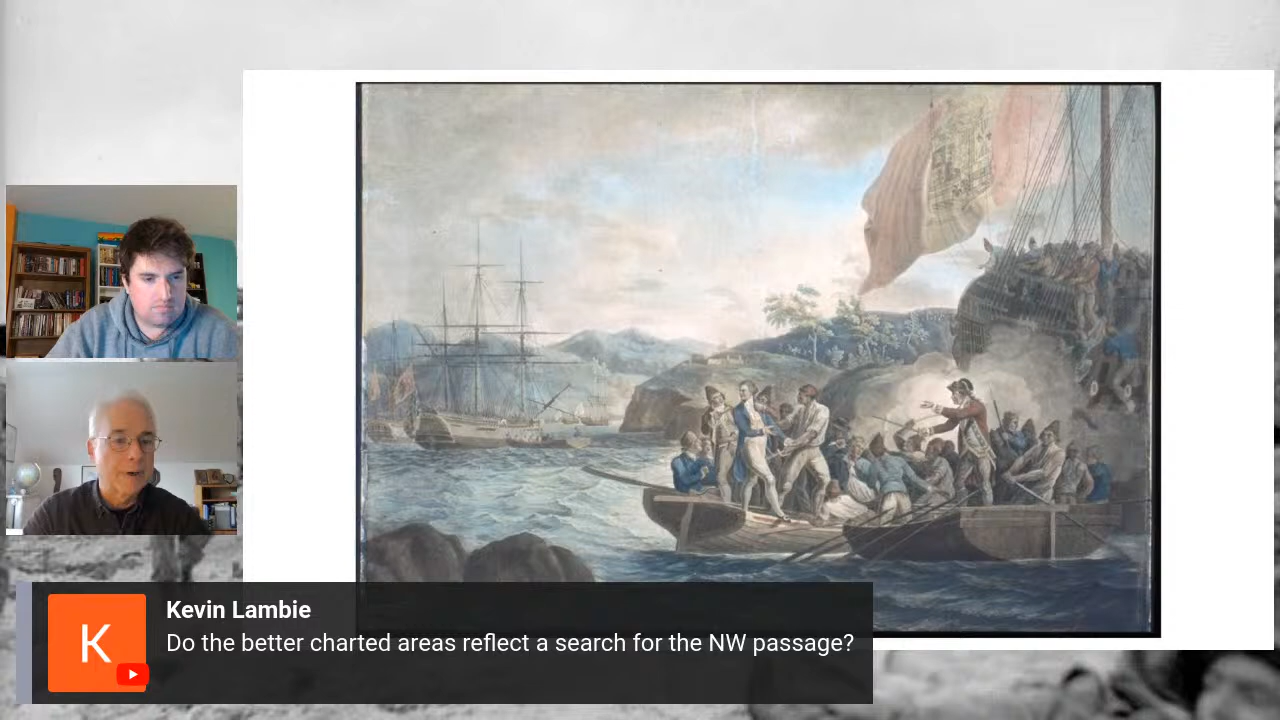 K
Kevin Lambie
Do the better charted areas reflect a search for the NW passage?